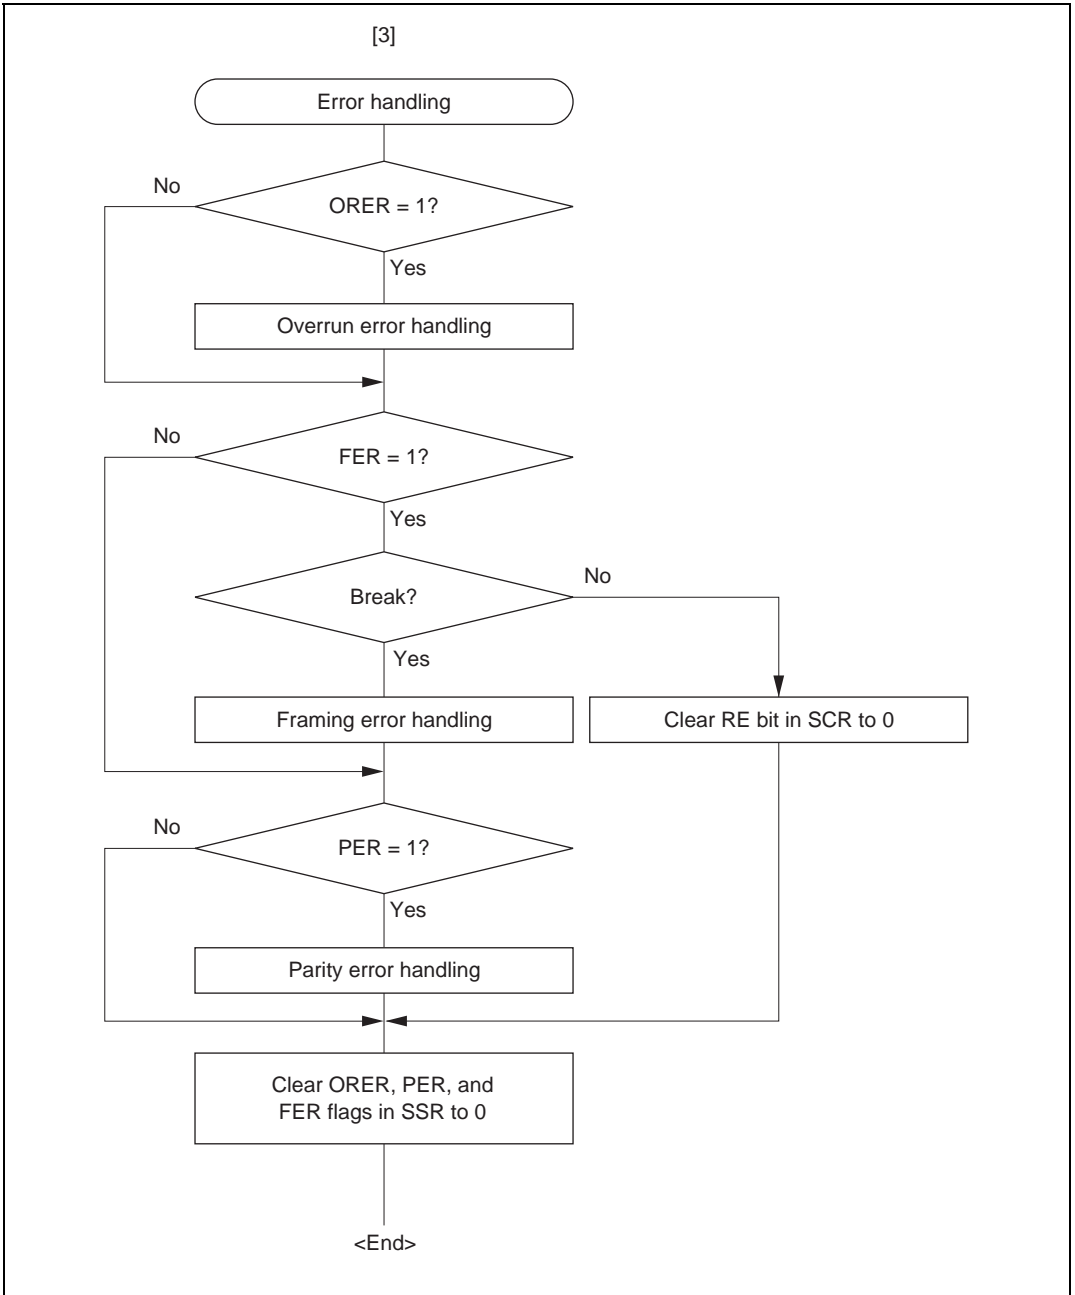 [3]
Error handling
No
ORER = 1?
Yes
Overrun error handling
No
FER = 1?
Yes
Break?
No
Yes
Framing error handling
Clear RE bit in SCR to 0
No
PER = 1?
Yes
Parity error handling
Clear ORER, PER, and
FER flags in SSR to 0
<End>